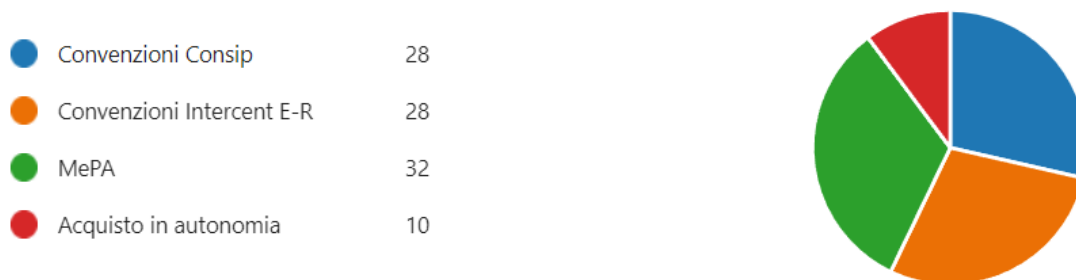 Convenzioni Consip 28
Convenzioni Intercent E-R 28
MePA 32
Acquisto in autonomia 10